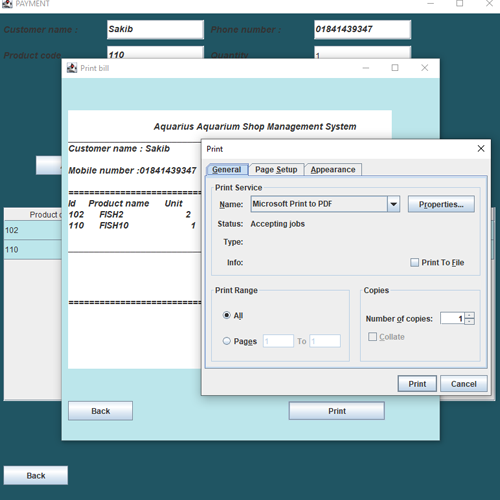 PAYMENT
Customer name :
Sakib
Phone number :
01841439347
Product code
110
Quantity
1
Print bill
Aquarius Aquarium Shop Management System
Customer name : Sakib
Mobile number :01841439347
Id Product name Unit
102 FISH2 2
110 FISH10 1
Product
102
110
Back
Print
Print
General
Page Setup
Appearance
Print Service
Name:
Microsoft Print to PDF
Properties...
Status: Accepting jobs
Type:
Info:
Print To File
Print Range
All
Pages 1 To 1
Copies
Number of copies: 1
Collate
Print
Cancel
Back